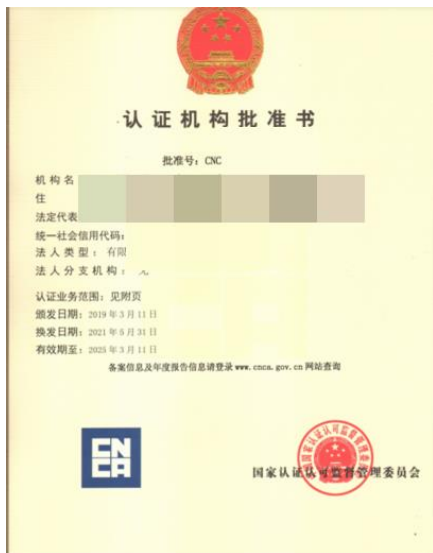 认证机构批准书
批准号：CNC
机构名
住
法定代表
统一社会信用代码：
法人类型：有限
法人分支机构：无
认证业务范围：见附页
颁发日期：2019年3月11日
换发日期：2021年5月31日
有效期至：2025年3月11日
备案信息及年度报告信息请登录www.cnca.gov.cn网站查询
CN
CA
国家认证认可监督管理委员会